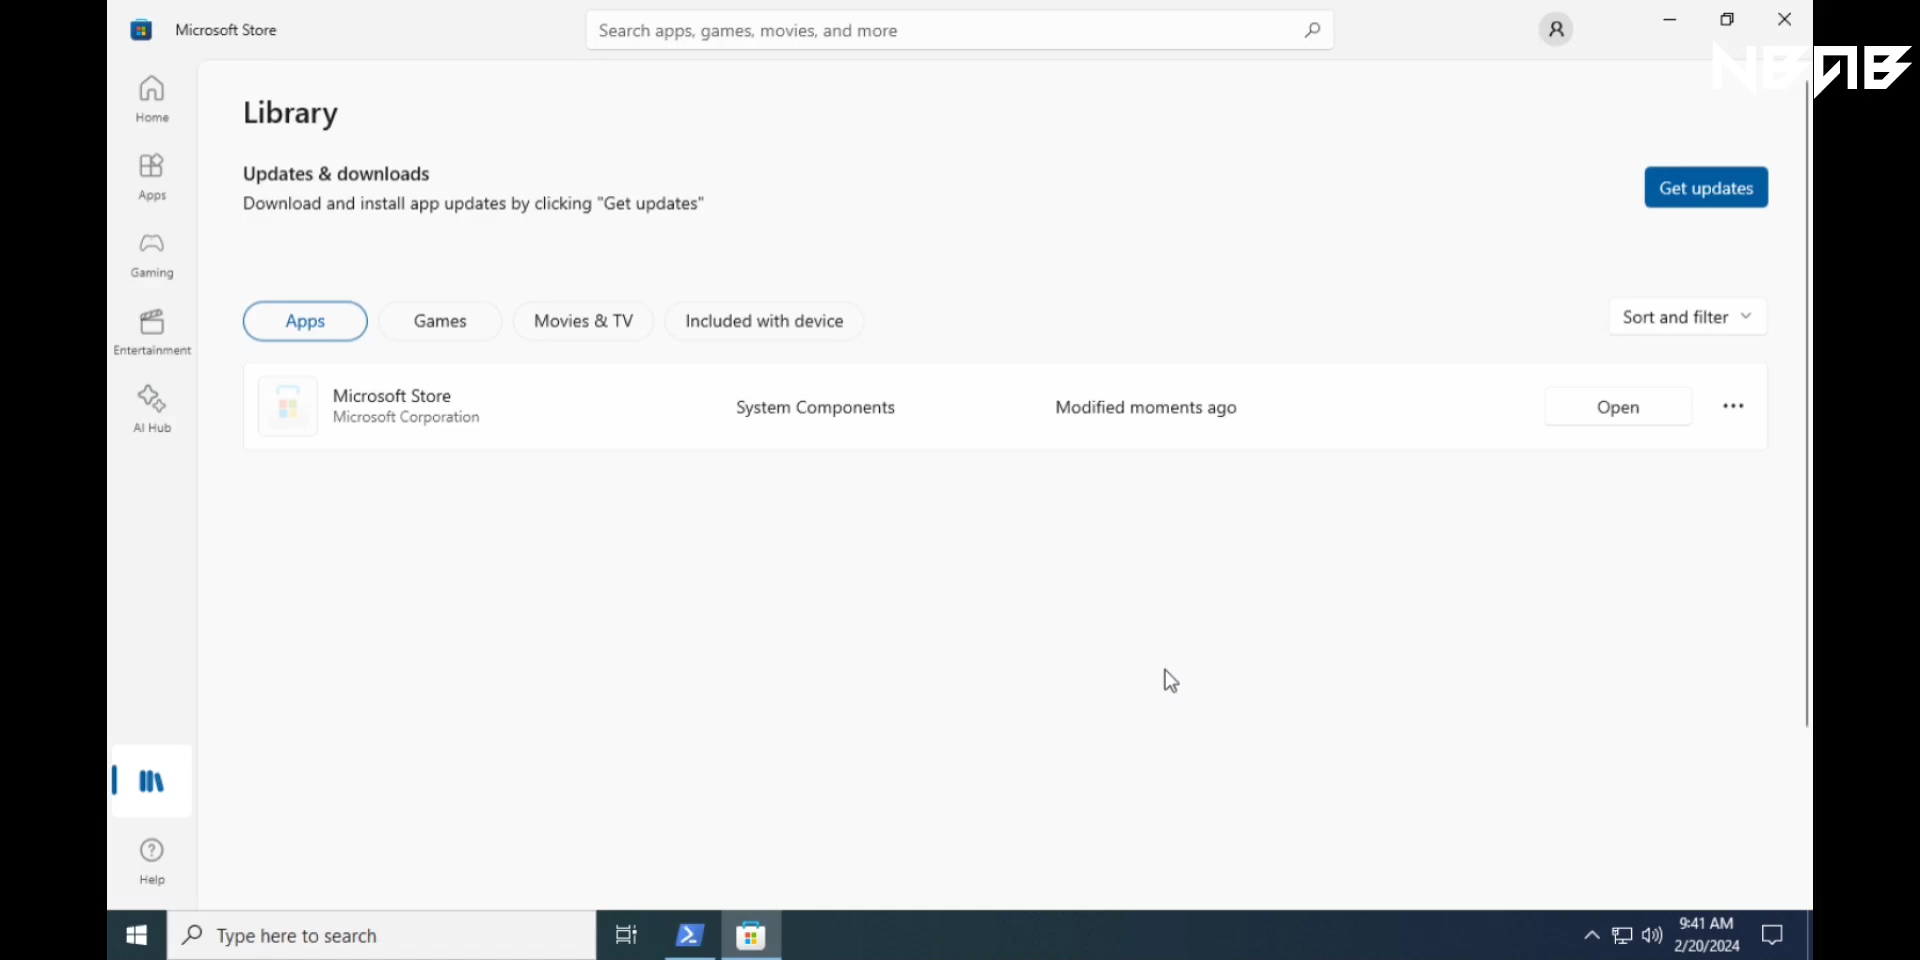 Microsoft Store
Search apps, games, movies, and more
NBAB
Home
Apps
Gaming
Entertainment
AI Hub
Help
Library
Updates & downloads
Download and install app updates by clicking "Get updates"
Get updates
Apps
Games
Movies & TV
Included with device
Sort and filter
Microsoft Store
Microsoft Corporation
System Components
Modified moments ago
Open
Type here to search
9:41 AM
2/20/2024